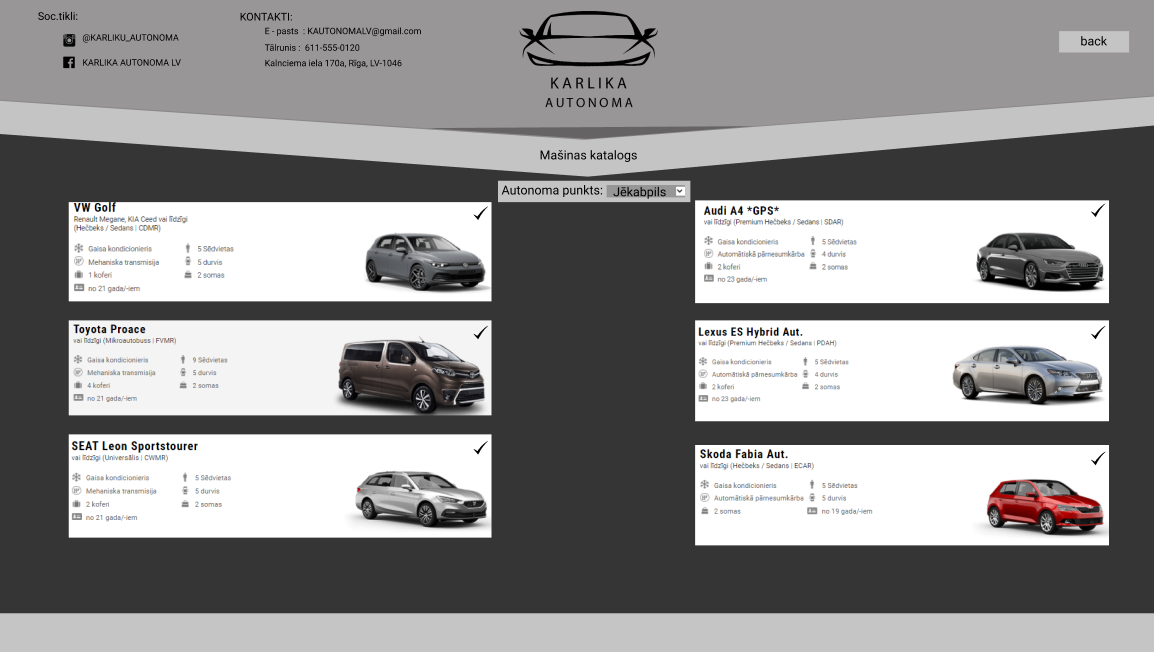 Soc.tikli:
@KARLIKU_AUTONOMA
KARLIKA AUTONOMA LV
KONTAKTI:
E - pasts : KAUTONOMALV@gmail.com
Tālrunis : 611-555-0120
Kalnciema iela 170a, Rīga, LV-1046
KARLIKA
AUTONOMA
back
Mašinas katalogs
Autonoma punkts: Jēkabpils
VW Golf
Renault Megane, KIA Ceed vai līdzīgi
(Hečbeks / Sedans | CDMR)
Gaisa kondicionieris 5 Sēdvietas
Mehaniska transmisija 5 durvis
1 koferi 2 somas
no 21 gada/-iem
Toyota Proace
vai līdzīgi (Mikroautobuss | FVMR)
Gaisa kondicionieris 9 Sēdvietas
Mehaniska transmisija 5 durvis
4 koferi 2 somas
no 21 gada/-iem
SEAT Leon Sportstourer
vai līdzīgi (Universālis | CWMR)
Gaisa kondicionieris 5 Sēdvietas
Mehaniska transmisija 5 durvis
2 koferi 2 somas
no 21 gada/-iem
Audi A4 *GPS*
vai līdzīgi (Premium Hečbeks / Sedans | SDAR)
Gaisa kondicionieris 5 Sēdvietas
Automātiskā pārnesumkārba 4 durvis
2 koferi 2 somas
no 23 gada/-iem
Lexus ES Hybrid Aut.
vai līdzīgi (Premium Hečbeks / Sedans | PDAH)
Gaisa kondicionieris 5 Sēdvietas
Automātiskā pārnesumkārba 4 durvis
2 koferi 2 somas
no 23 gada/-iem
Skoda Fabia Aut.
vai līdzīgi (Hečbeks / Sedans | ECAR)
Gaisa kondicionieris 5 Sēdvietas
Automātiskā pārnesumkārba 5 durvis
2 somas no 19 gada/-iem